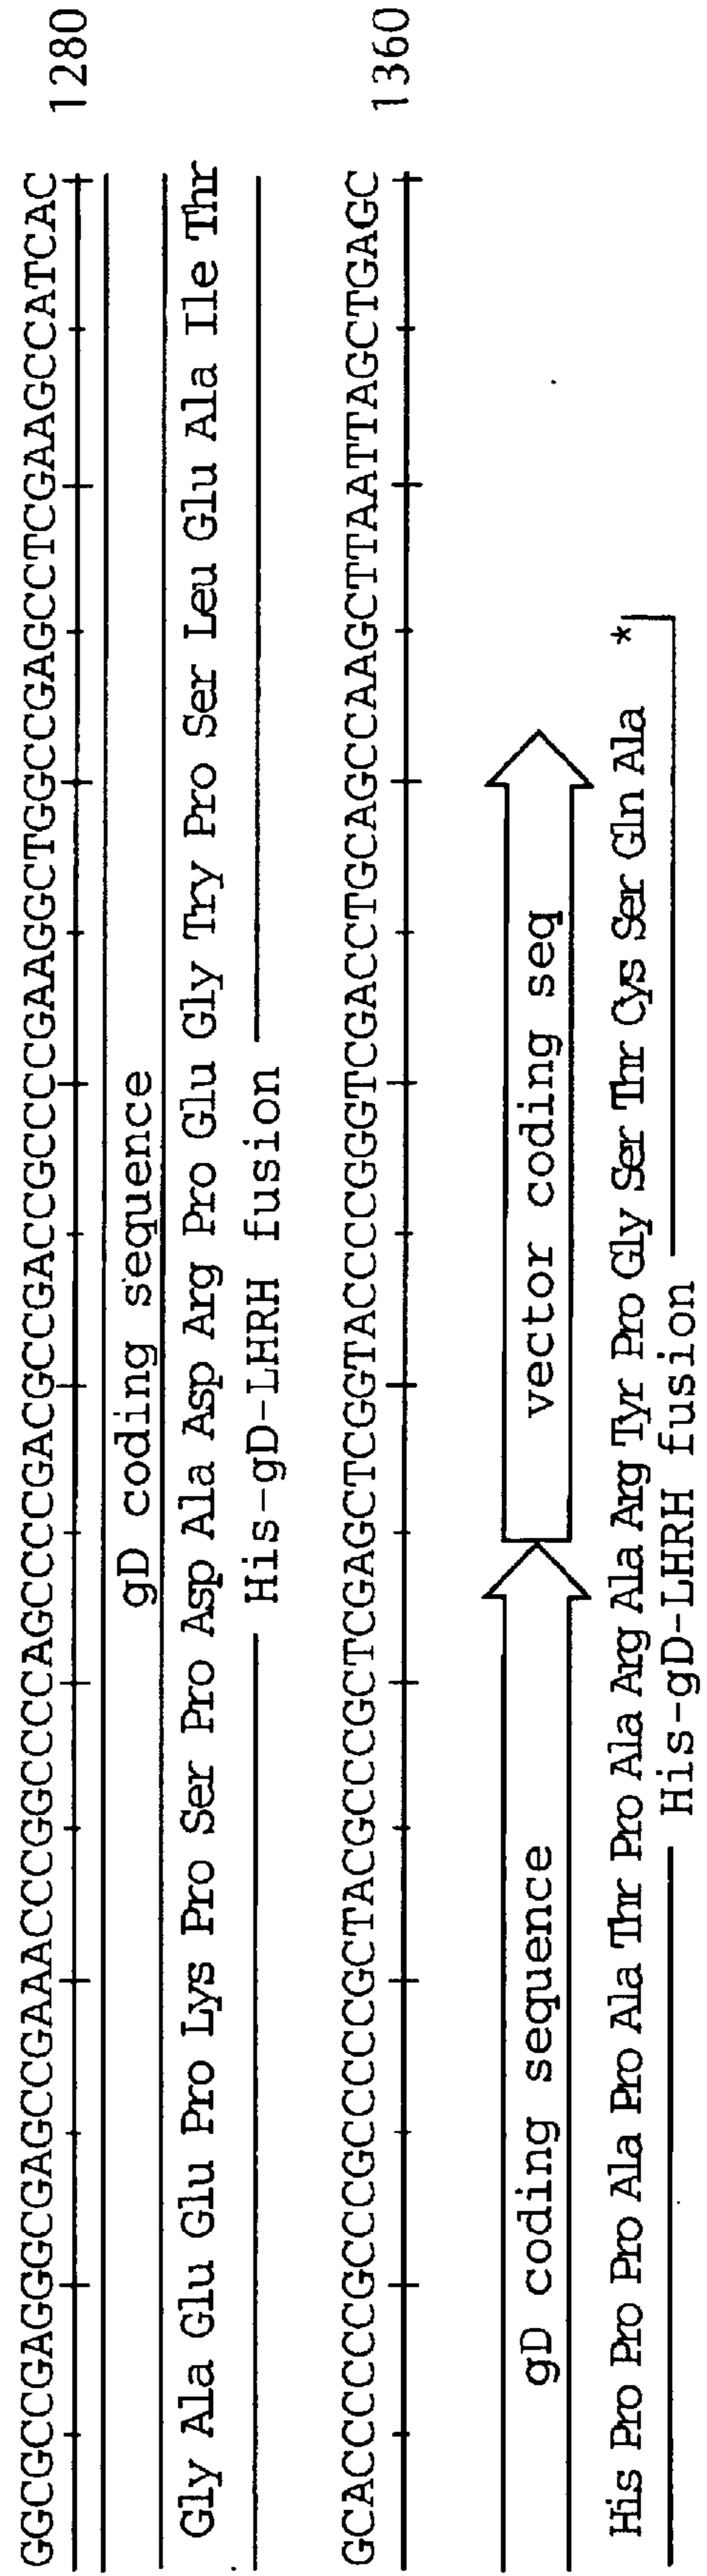 GGCGCCGAGGGCGAGCCGAAACCCGGCCCCAGCCCCGACGCCGACCGCCCCGAAGGCTGGCCGAGCCTCGAAGCCATCAC 1280
gD coding sequence
Gly Ala Glu Glu Pro Lys Pro Ser Pro Asp Ala Asp Arg Pro Glu Gly Try Pro Ser Leu Glu Ala Ile Thr
His-gD-LHRH fusion
GCACCCCCCGCCCGCCCCCGCTACGCCCGCTCGAGCTCGGTACCCCGGGTCGACCTGCAGCCAAGCTTAATTAGCTGAGC 1360
gD coding sequence vector coding seq
His Pro Pro Pro Ala Pro Ala Thr Pro Ala Arg Ala Arg Tyr Pro Gly Ser Thr Cys Ser Gln Ala *
His-gD-LHRH fusion